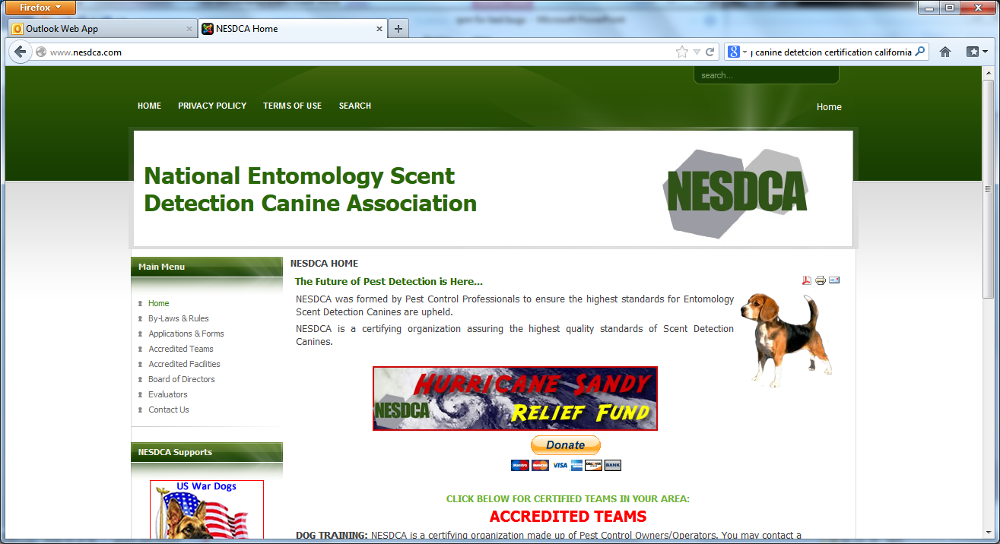 Firefox
Outlook Web App
NESDCA Home
www.nesdca.com
canine detetcion certification california
search...
HOME PRIVACY POLICY TERMS OF USE SEARCH
Home
National Entomology Scent
Detection Canine Association
NESDCA
Main Menu
Home
By-Laws & Rules
Applications & Forms
Accredited Teams
Accredited Facilities
Board of Directors
Evaluators
Contact Us
NESDCA Supports
US War Dogs
NESDCA HOME
The Future of Pest Detection is Here...
NESDCA was formed by Pest Control Professionals to ensure the highest standards for Entomology
Scent Detection Canines are upheld.
NESDCA is a certifying organization assuring the highest quality standards of Scent Detection
Canines.
HURRICANE SANDY
NESDCA
RELIEF FUND
Donate
Maestro MasterCard VISA DISCOVER BANK
CLICK BELOW FOR CERTIFIED TEAMS IN YOUR AREA:
ACCREDITED TEAMS
DOG TRAINING: NESDCA is a certifying organization made up of Pest Control Owners/Operators. You may contact a